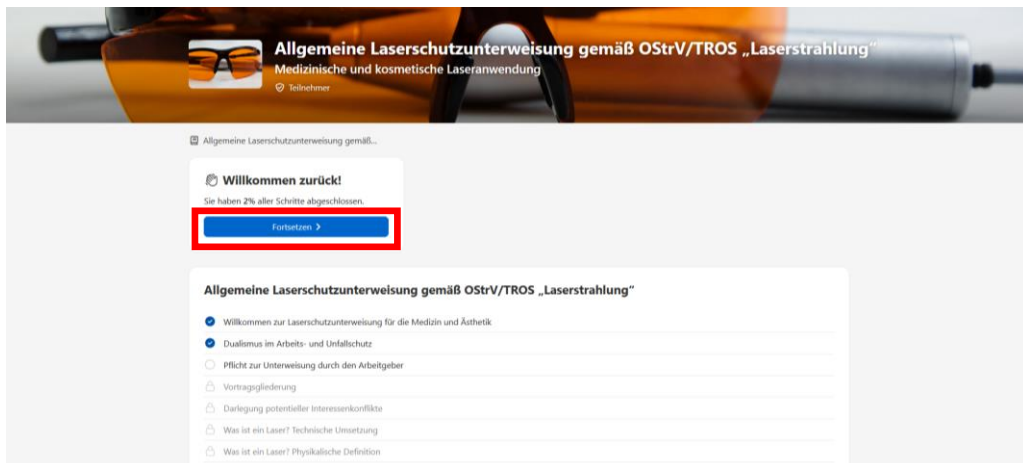 Allgemeine Laserschutzunterweisung gemäß OStrV/TROS „Laserstrahlung“
Medizinische und kosmetische Laseranwendung
Teilnehmer
Allgemeine Laserschutzunterweisung gemäß...
Willkommen zurück!
Sie haben 2% aller Schritte abgeschlossen.
Fortsetzen
Allgemeine Laserschutzunterweisung gemäß OStrV/TROS „Laserstrahlung“
Willkommen zur Laserschutzunterweisung für die Medizin und Ästhetik
Dualismus im Arbeits- und Unfallschutz
Pflicht zur Unterweisung durch den Arbeitgeber
Vortragsgliederung
Darlegung potentieller Interessenkonflikte
Was ist ein Laser? Technische Umsetzung
Was ist ein Laser? Physikalische Definition